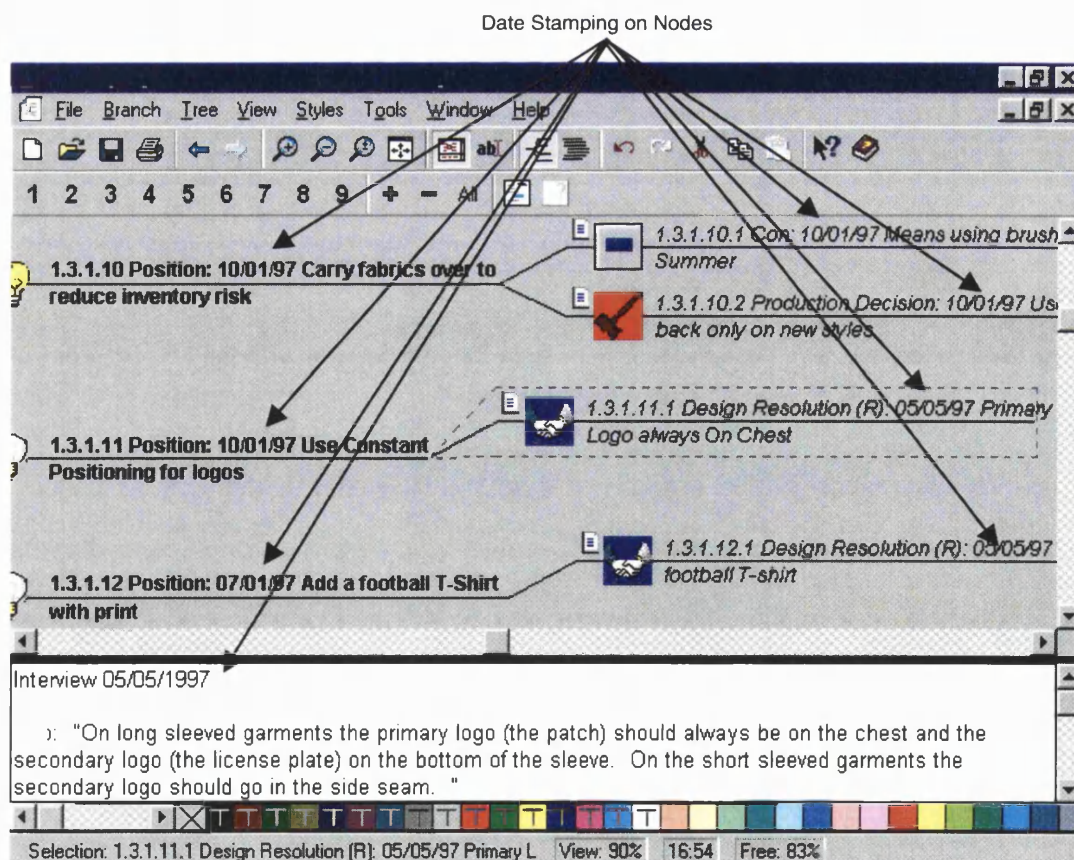 Date Stamping on Nodes
File Branch Tree View Styles Tools Window Help
1 2 3 4 5 6 7 8 9 + - All
1.3.1.10 Position: 10/01/97 Carry fabrics over to
reduce inventory risk
1.3.1.10.1 Con: 10/01/97 Means using brush
Summer
1.3.1.10.2 Production Decision: 10/01/97 Us
back only on new styles
1.3.1.11 Position: 10/01/97 Use Constant
Positioning for logos
1.3.1.11.1 Design Resolution (R): 05/05/97 Primary
Logo always On Chest
1.3.1.12 Position: 07/01/97 Add a football T-Shirt
with print
1.3.1.12.1 Design Resolution (R): 05/05/97
football T-shirt
Interview 05/05/1997
: "On long sleeved garments the primary logo (the patch) should always be on the chest and the
secondary logo (the license plate) on the bottom of the sleeve. On the short sleeved garments the
secondary logo should go in the side seam. "
Selection: 1.3.1.11.1 Design Resolution (R): 05/05/97 Primary L View: 90% 16:54 Free: 83%